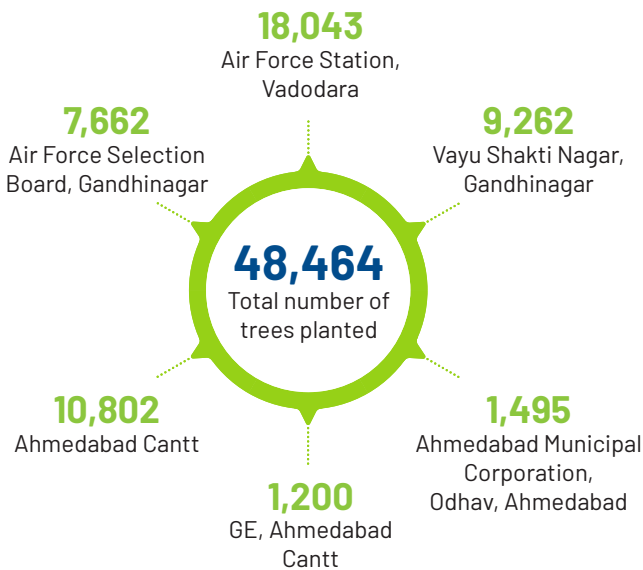 18,043
Air Force Station,
Vadodara
7,662
Air Force Selection
Board, Gandhinagar
9,262
Vayu Shakti Nagar,
Gandhinagar
48,464
Total number of
trees planted
10,802
Ahmedabad Cantt
1,495
Ahmedabad Municipal
Corporation,
Odhav, Ahmedabad
1,200
GE, Ahmedabad
Cantt